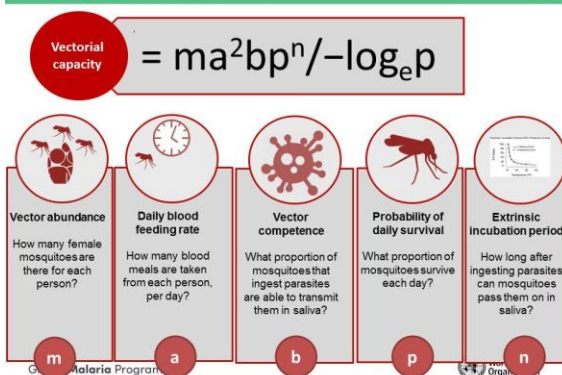 Vectorial
capacity
= ma²bpⁿ/–logₑp
Vector abundance
How many female
mosquitoes are
there for each
person?
m
Daily blood
feeding rate
How many blood
meals are taken
from each person,
per day?
a
Vector
competence
What proportion of
mosquitoes that
ingest parasites
are able to transmit
them in saliva?
b
Probability of
daily survival
What proportion of
mosquitoes survive
each day?
p
Extrinsic
incubation period
How long after
ingesting parasites
can mosquitoes
pass them on in
saliva?
n
Malaria